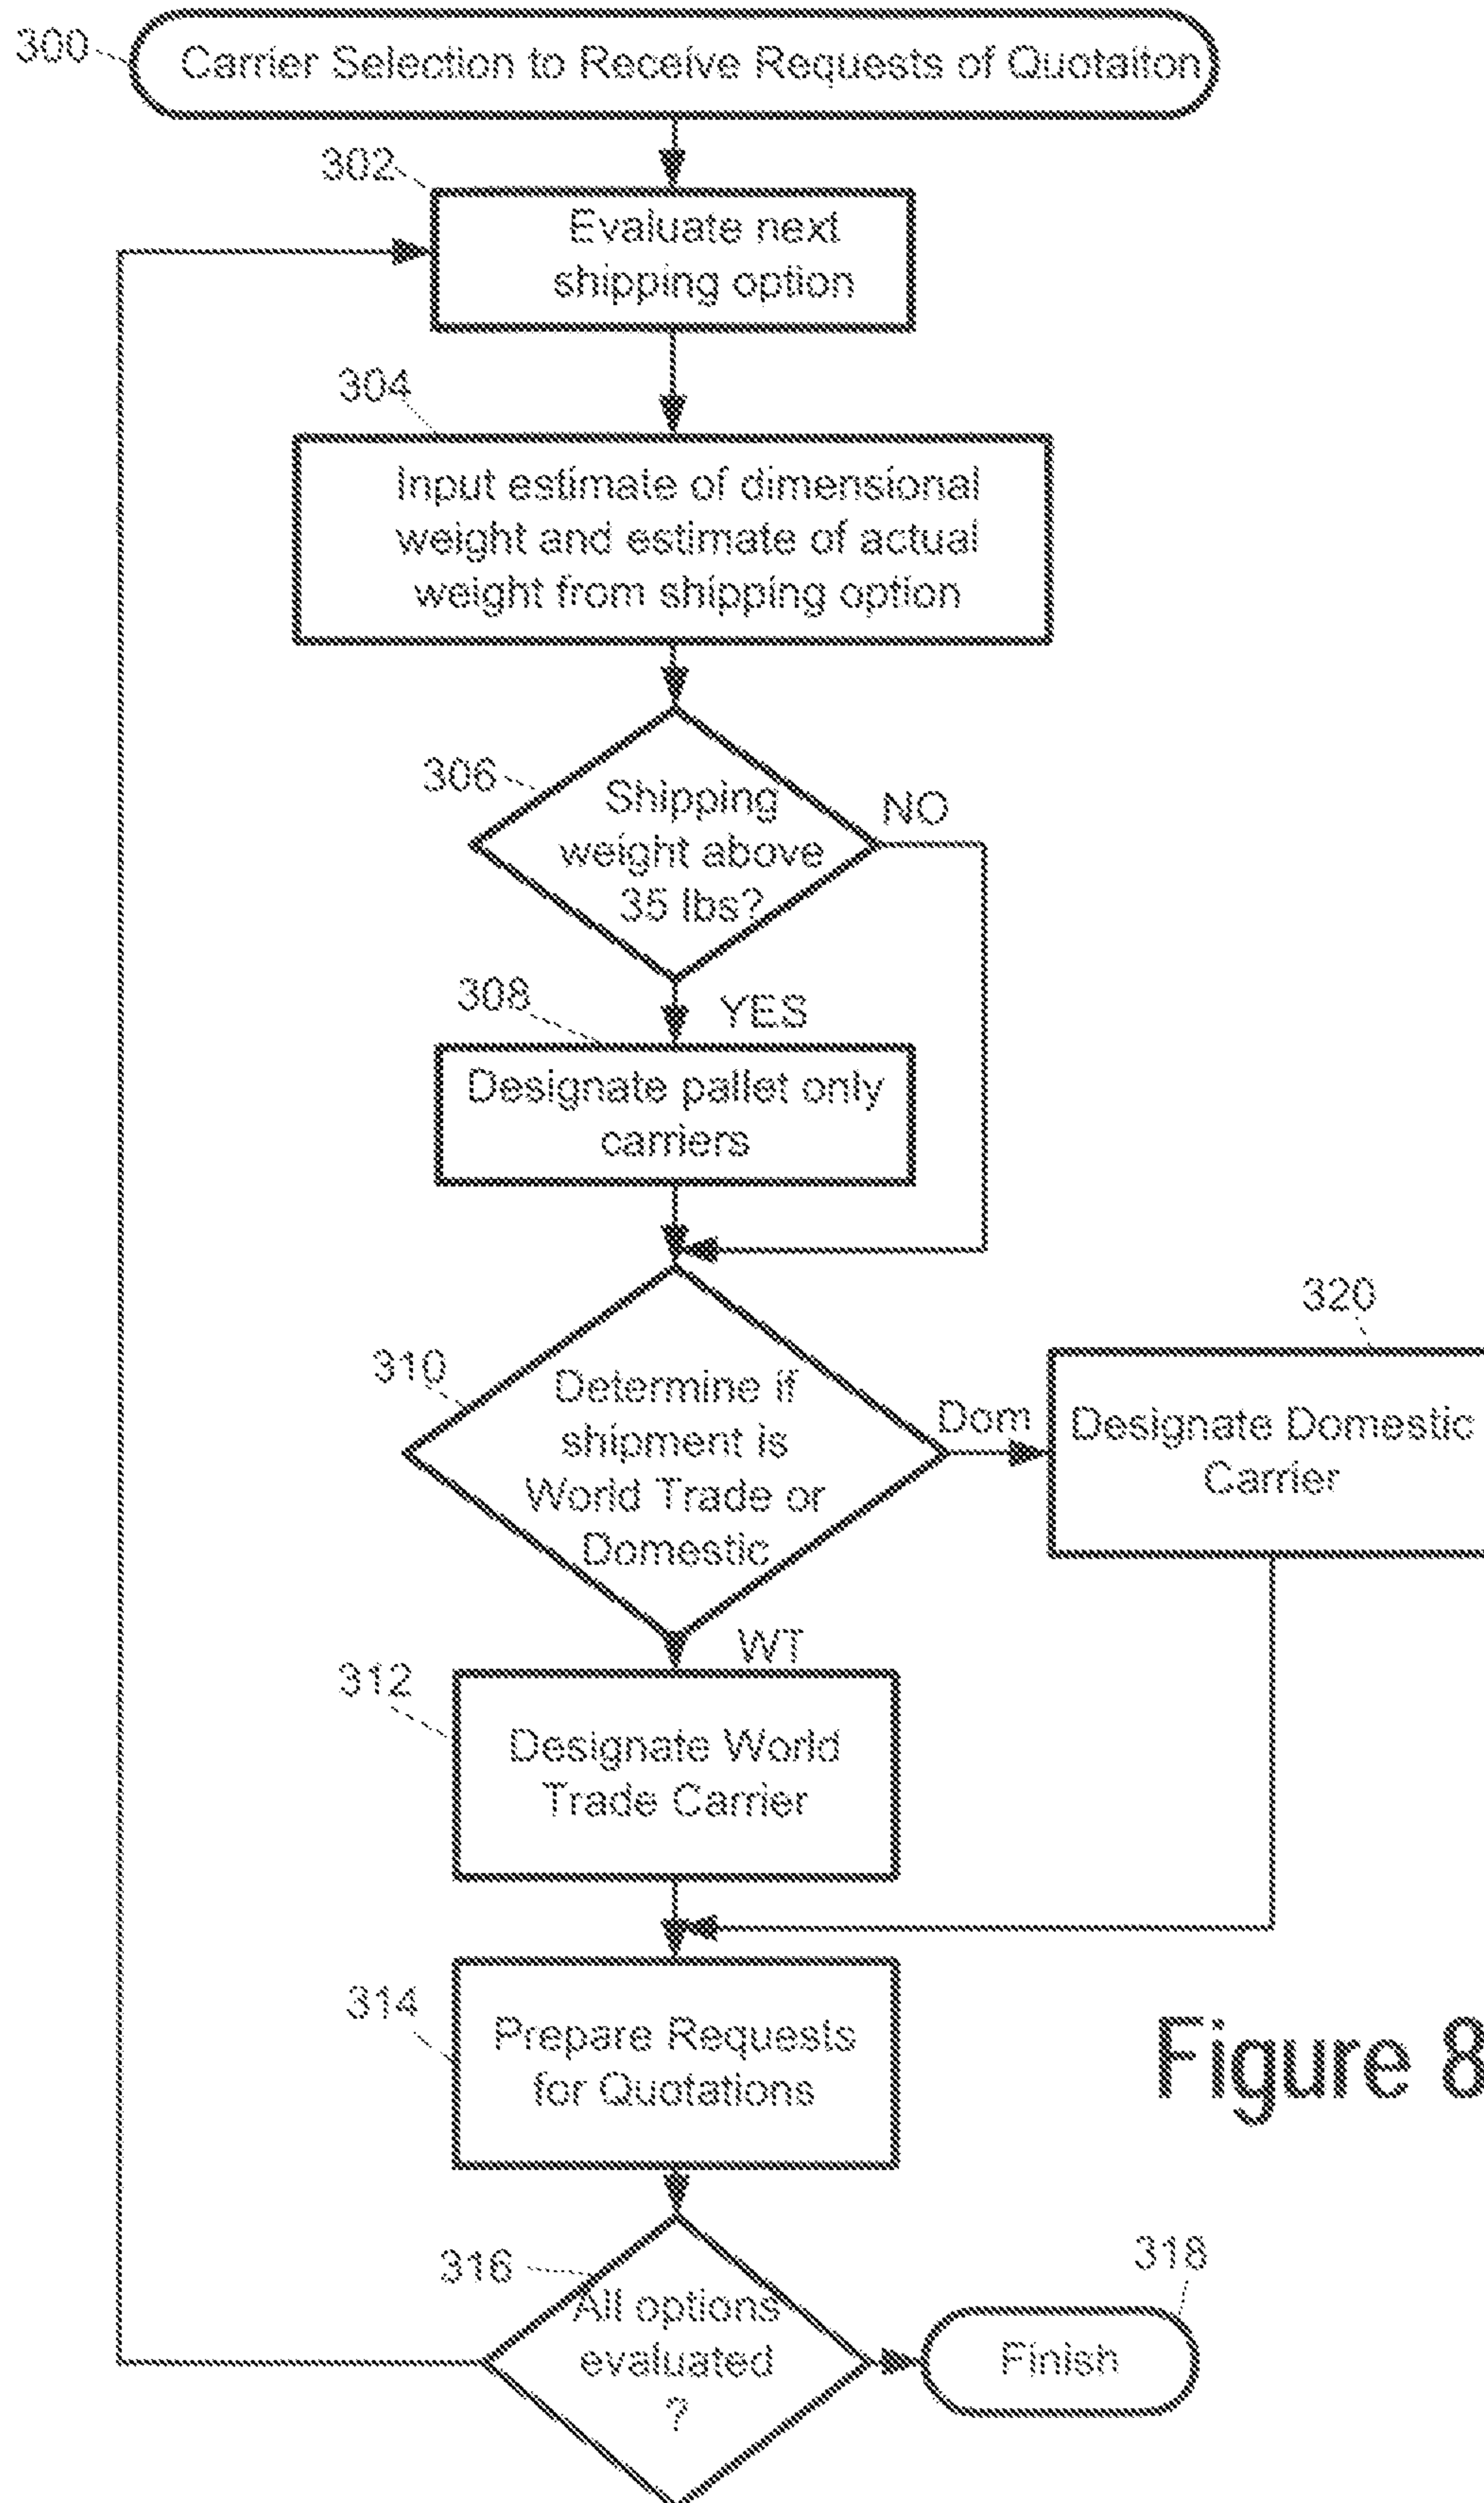 300
Carrier Selection to Receive Requests of Quotaiton
302
Evaluate next
shipping option
304
Input estimate of dimensional
weight and estimate of actual
weight from shipping option
306
Shipping
weight above
35 lbs?
NO
308
YES
Designate pallet only
carriers
310
Determine if
shipment is
World Trade or
Domestic
Dom
320
Designate Domestic
Carrier
WT
312
Designate World
Trade Carrier
314
Prepare Requests
for Quotations
Figure 8
316
All options
evaluated
?
318
Finish